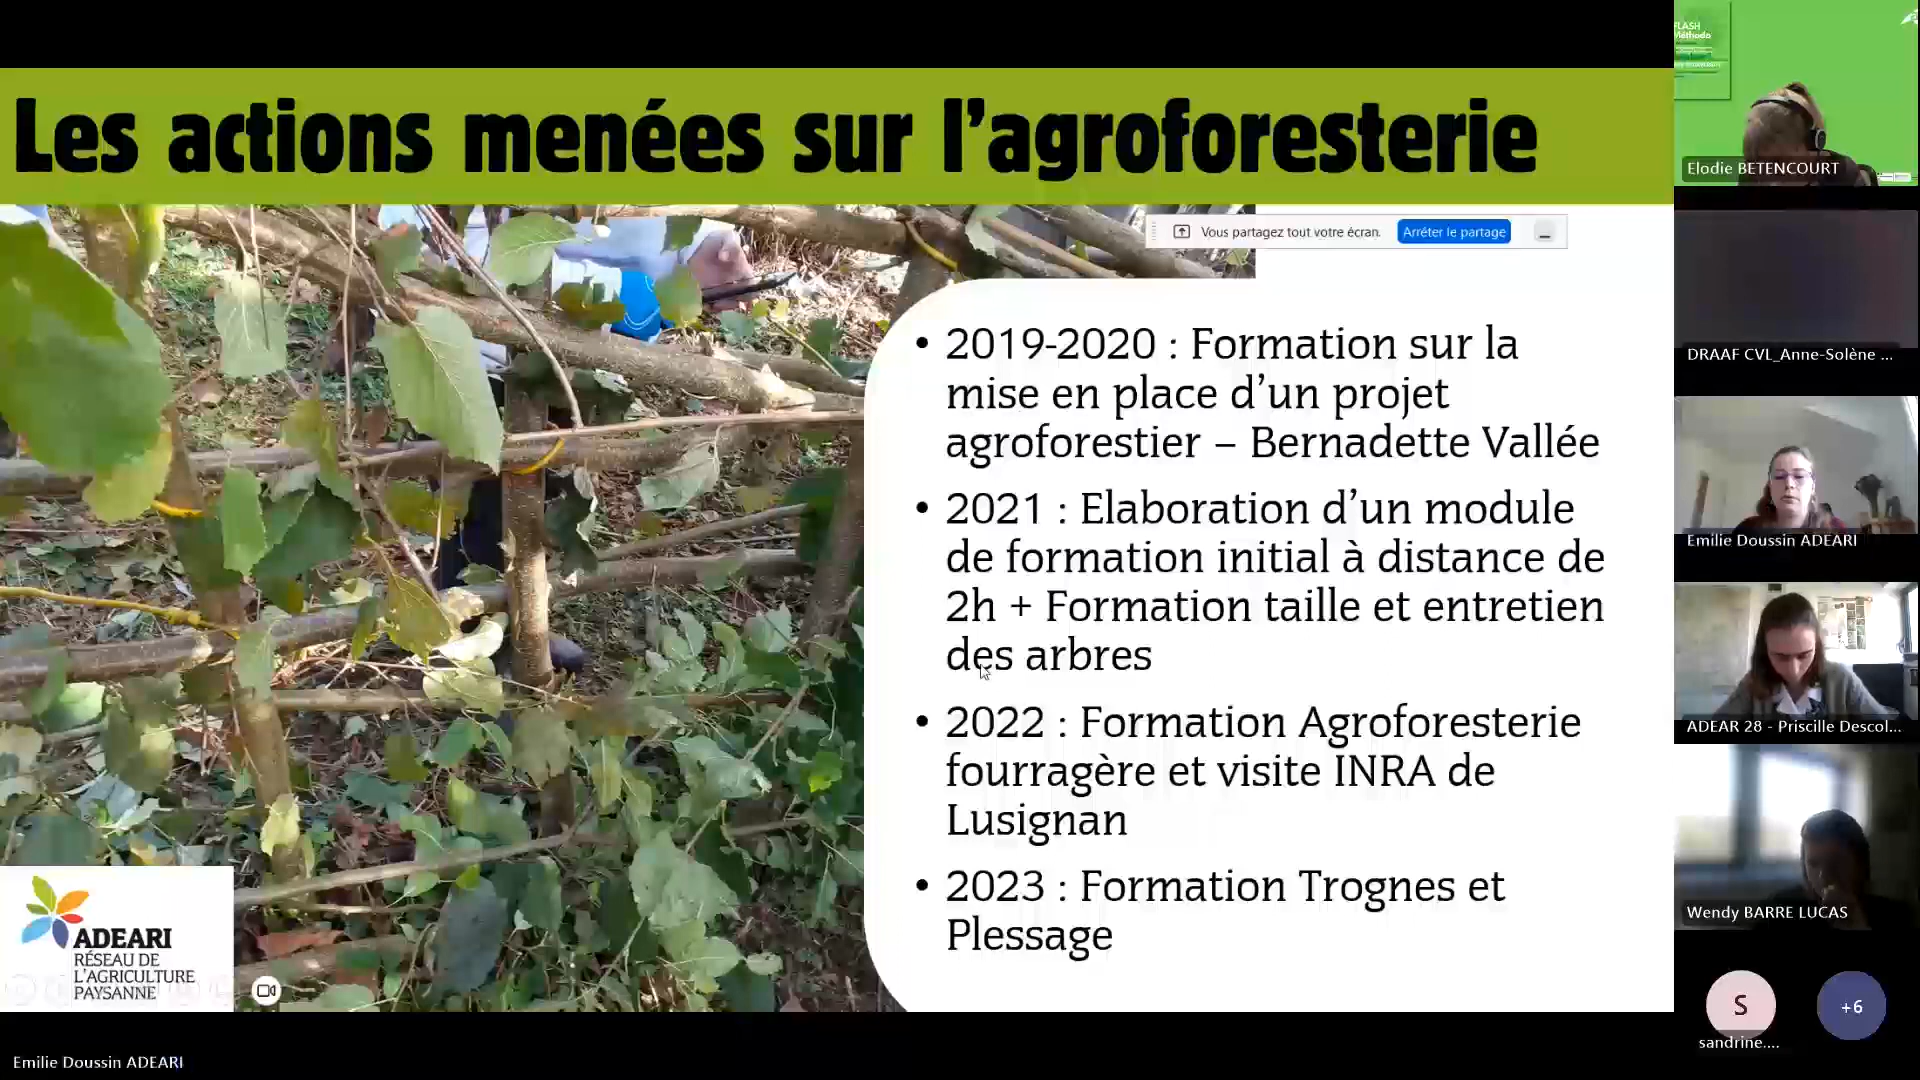 Les actions menées sur l'agroforesterie
Vous partagez tout votre écran.
Arrêter le partage
• 2019-2020 : Formation sur la
mise en place d'un projet
agroforestier – Bernadette Vallée
• 2021 : Elaboration d'un module
de formation initial à distance de
2h + Formation taille et entretien
des arbres
• 2022 : Formation Agroforesterie
fourragère et visite INRA de
Lusignan
• 2023 : Formation Trognes et
Plessage
ADEARI
RÉSEAU DE
L'AGRICULTURE
PAYSANNE
Emilie Doussin ADEARI
FLASH
Méthodo
Elodie BETENCOURT
DRAAF CVL_Anne-Solène ...
Emilie Doussin ADEARI
ADEAR 28 - Priscille Descol...
Wendy BARRE LUCAS
S
+6
sandrine....